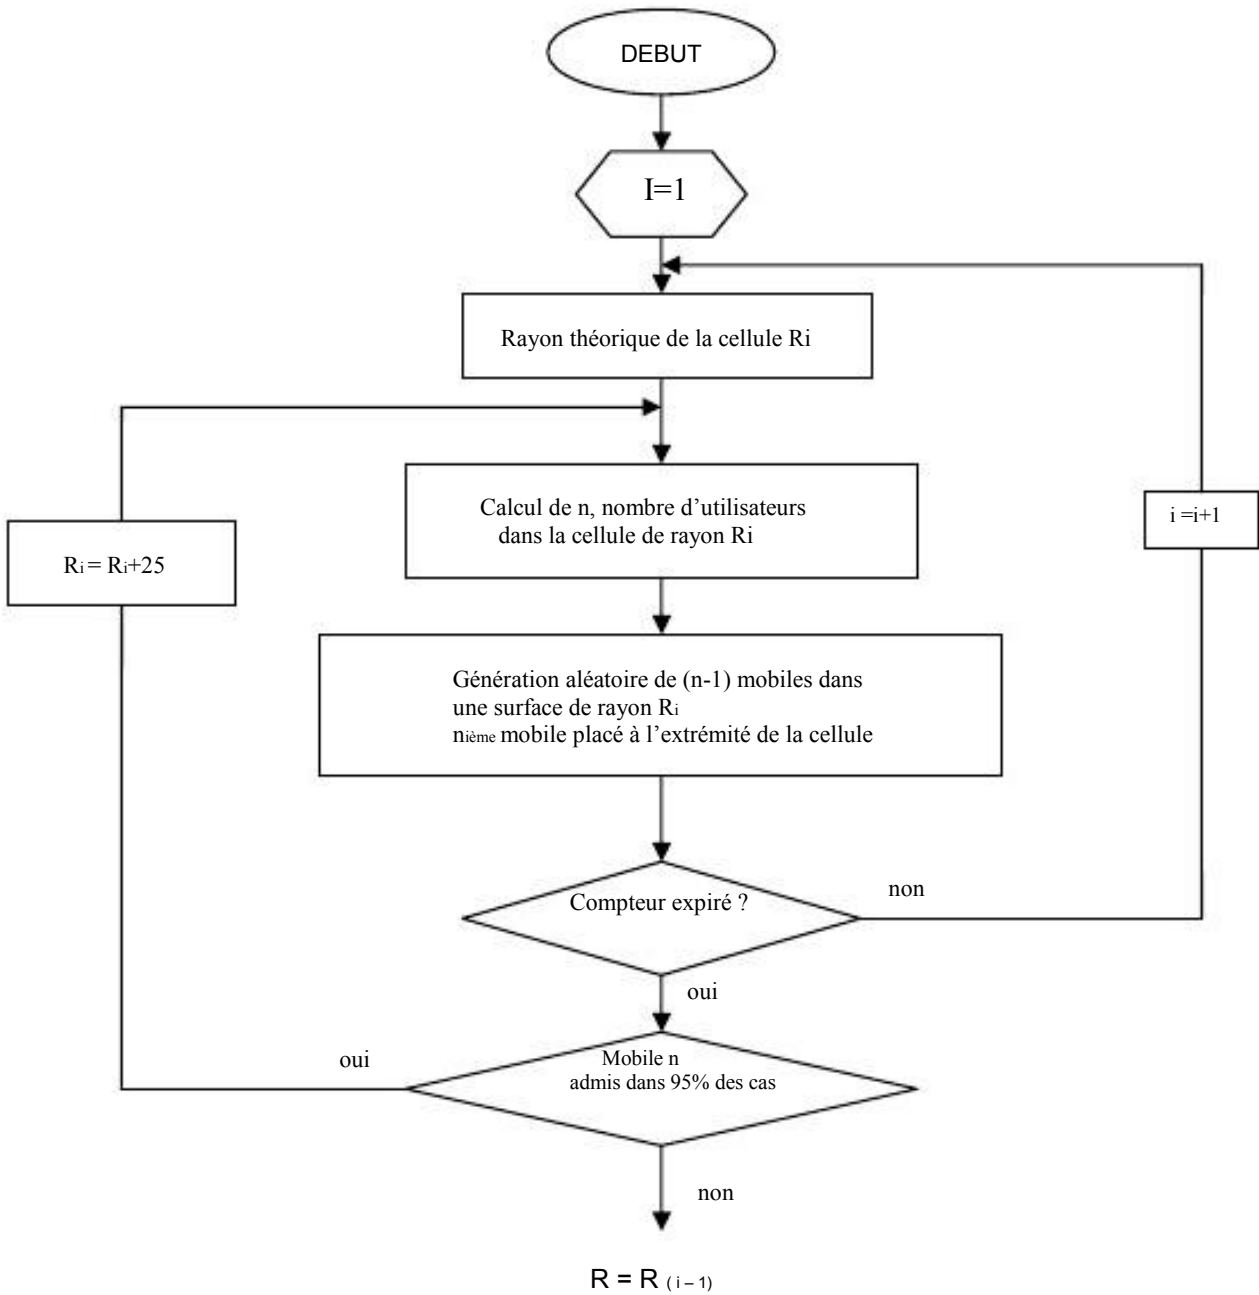 DEBUT
I=1
Rayon théorique de la cellule Ri
Calcul de n, nombre d’utilisateurs
dans la cellule de rayon Ri
i =i+1
Ri = Ri+25
Génération aléatoire de (n-1) mobiles dans
une surface de rayon Ri
nième mobile placé à l’extrémité de la cellule
Compteur expiré ?
non
oui
Mobile n
admis dans 95% des cas
oui
non
R = R ( i – 1)